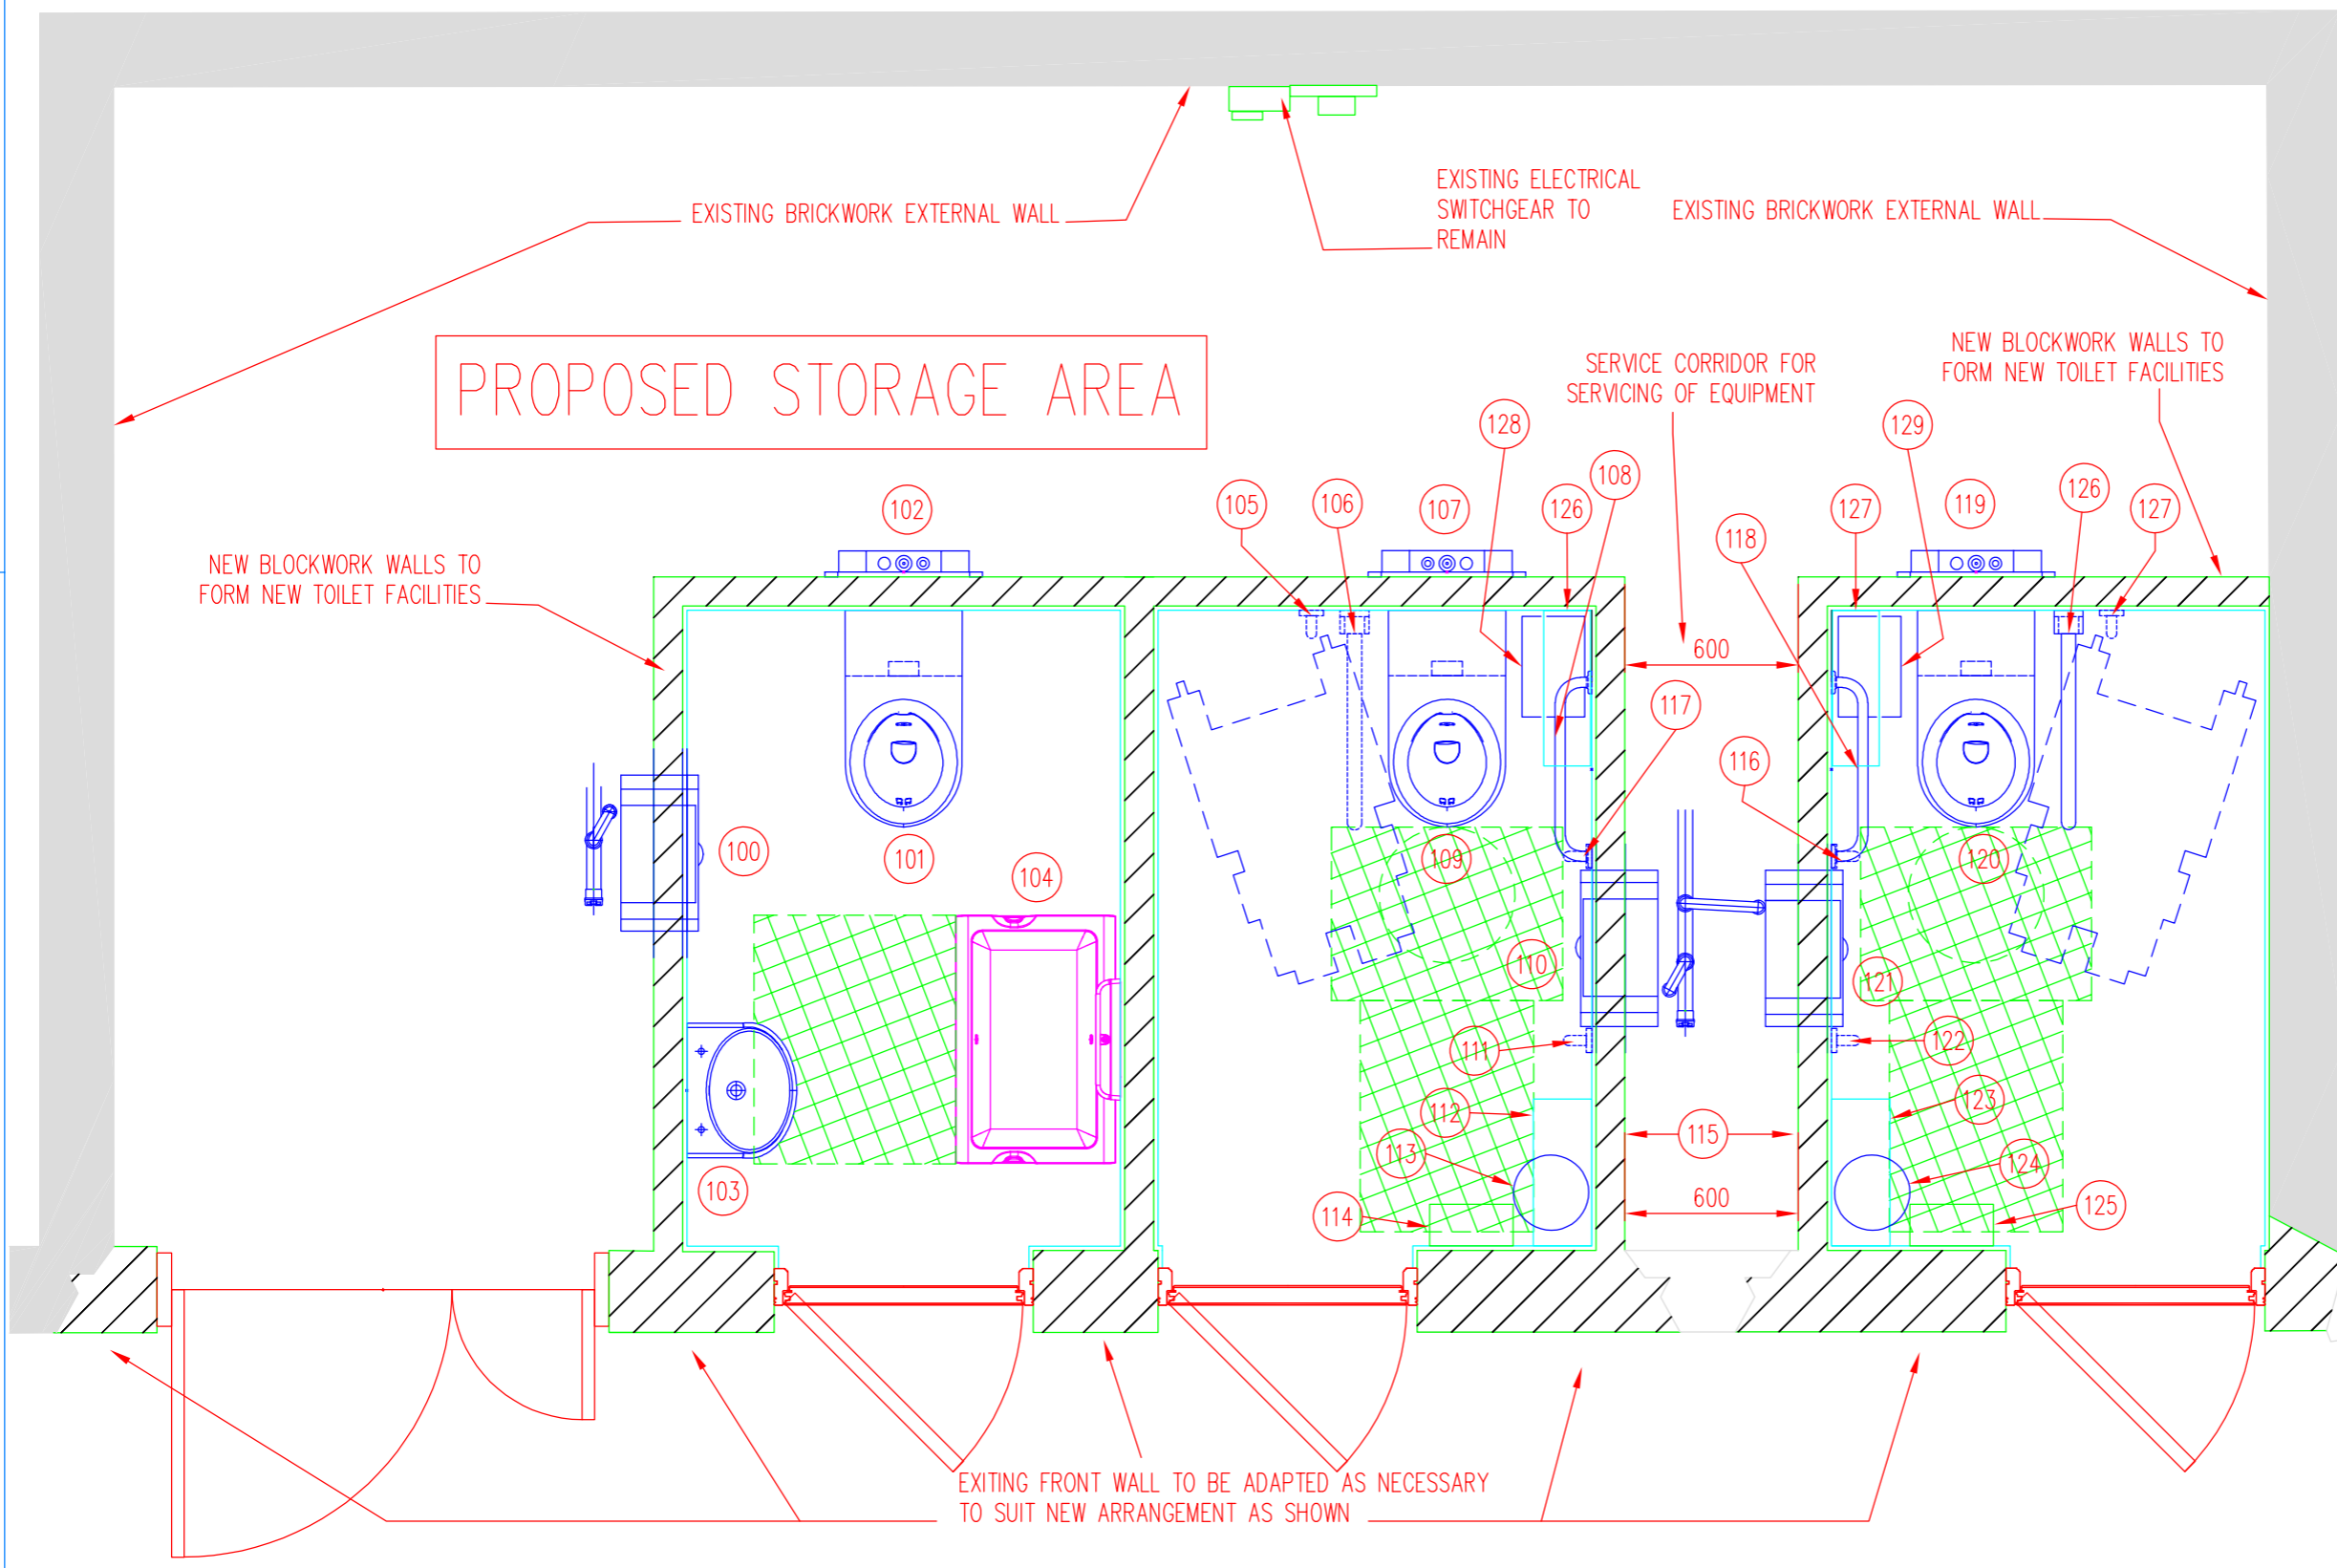 EXISTING ELECTRICAL
SWITCHGEAR TO
REMAIN
EXISTING BRICKWORK EXTERNAL WALL
EXISTING BRICKWORK EXTERNAL WALL
PROPOSED STORAGE AREA
SERVICE CORRIDOR FOR
SERVICING OF EQUIPMENT
NEW BLOCKWORK WALLS TO
FORM NEW TOILET FACILITIES
128
129
108
102
105
106
107
126
127
119
126
127
118
NEW BLOCKWORK WALLS TO
FORM NEW TOILET FACILITIES
600
117
116
100
101
104
109
120
110
121
111
122
112
123
113
115
124
103
114
600
125
EXITING FRONT WALL TO BE ADAPTED AS NECESSARY
TO SUIT NEW ARRANGEMENT AS SHOWN